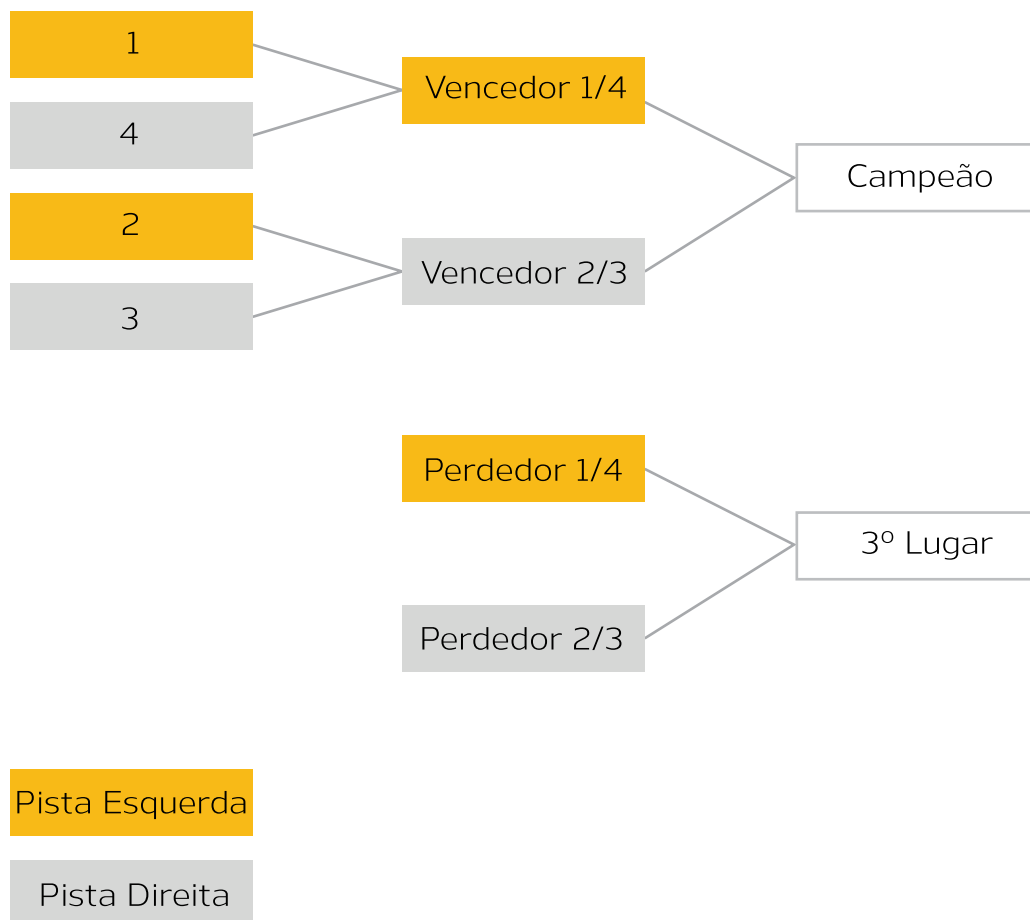 1
4
2
3
Vencedor 1/4
Vencedor 2/3
Campeão
Perdedor 1/4
Perdedor 2/3
3º Lugar
Pista Esquerda
Pista Direita